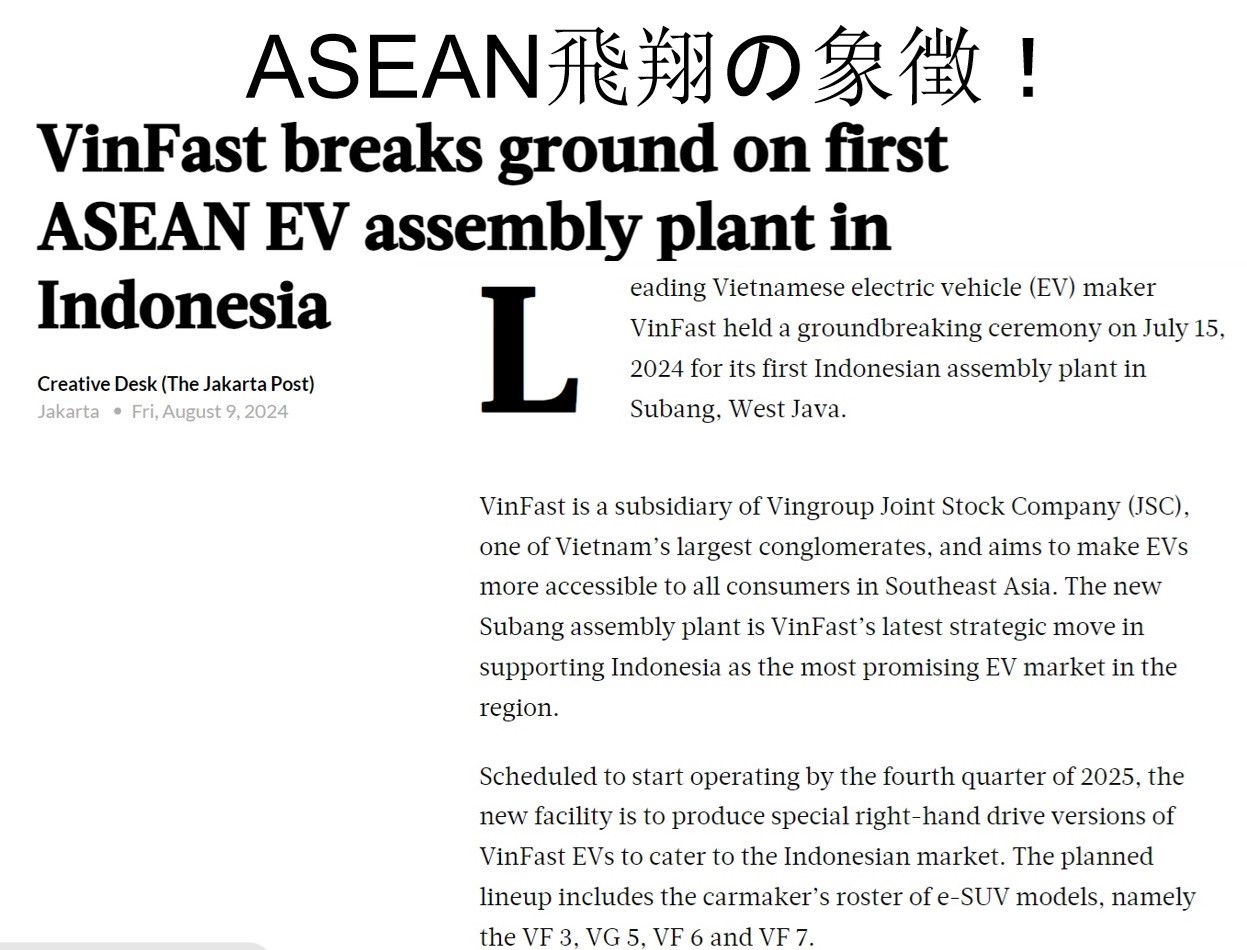 ASEAN飛翔の象徴！
VinFast breaks ground on first
ASEAN EV assembly plant in
Indonesia
Creative Desk (The Jakarta Post)
Jakarta • Fri, August 9, 2024
Leading Vietnamese electric vehicle (EV) maker
VinFast held a groundbreaking ceremony on July 15,
2024 for its first Indonesian assembly plant in
Subang, West Java.
VinFast is a subsidiary of Vingroup Joint Stock Company (JSC),
one of Vietnam’s largest conglomerates, and aims to make EVs
more accessible to all consumers in Southeast Asia. The new
Subang assembly plant is VinFast’s latest strategic move in
supporting Indonesia as the most promising EV market in the
region.
Scheduled to start operating by the fourth quarter of 2025, the
new facility is to produce special right-hand drive versions of
VinFast EVs to cater to the Indonesian market. The planned
lineup includes the carmaker’s roster of e-SUV models, namely
the VF 3, VG 5, VF 6 and VF 7.